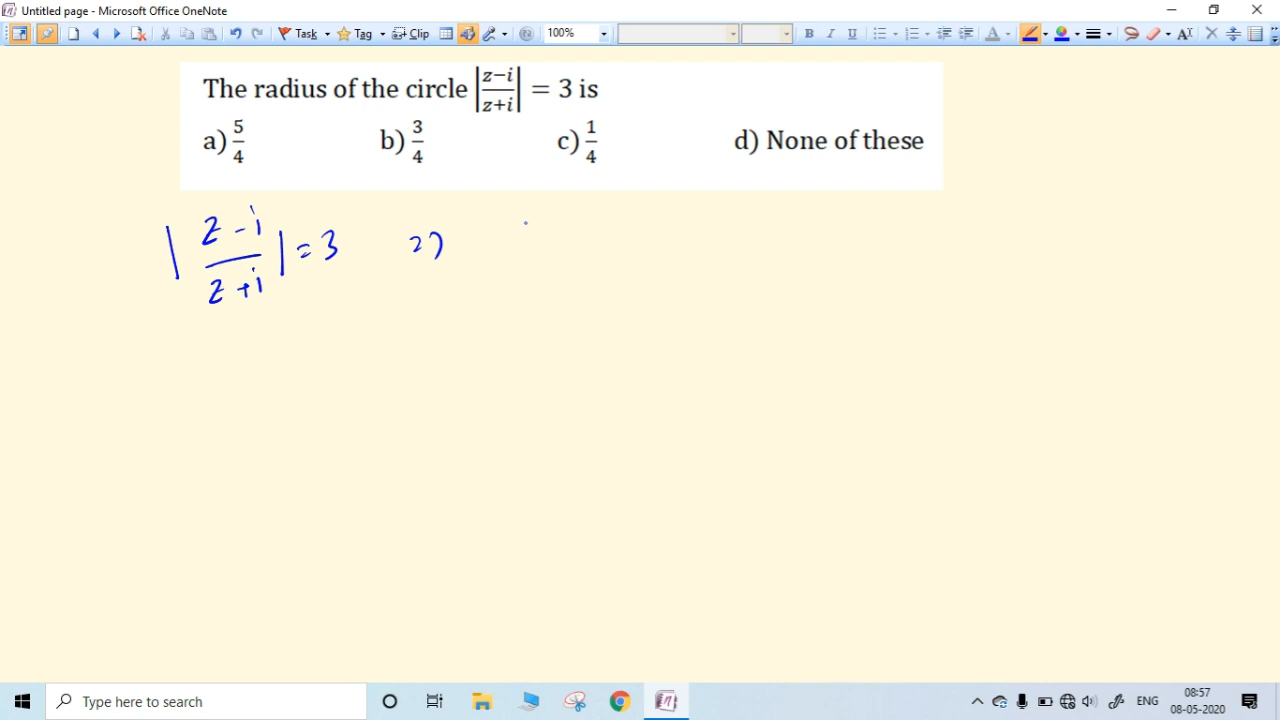 Untitled page - Microsoft Office OneNote
Task Tag Clip 100% B I U A
The radius of the circle |z−i/z+i| = 3 is
a) 5/4 b) 3/4 c) 1/4 d) None of these
|z-i/z+i| = 3 =>
Type here to search
ENG
08:57
08-05-2020